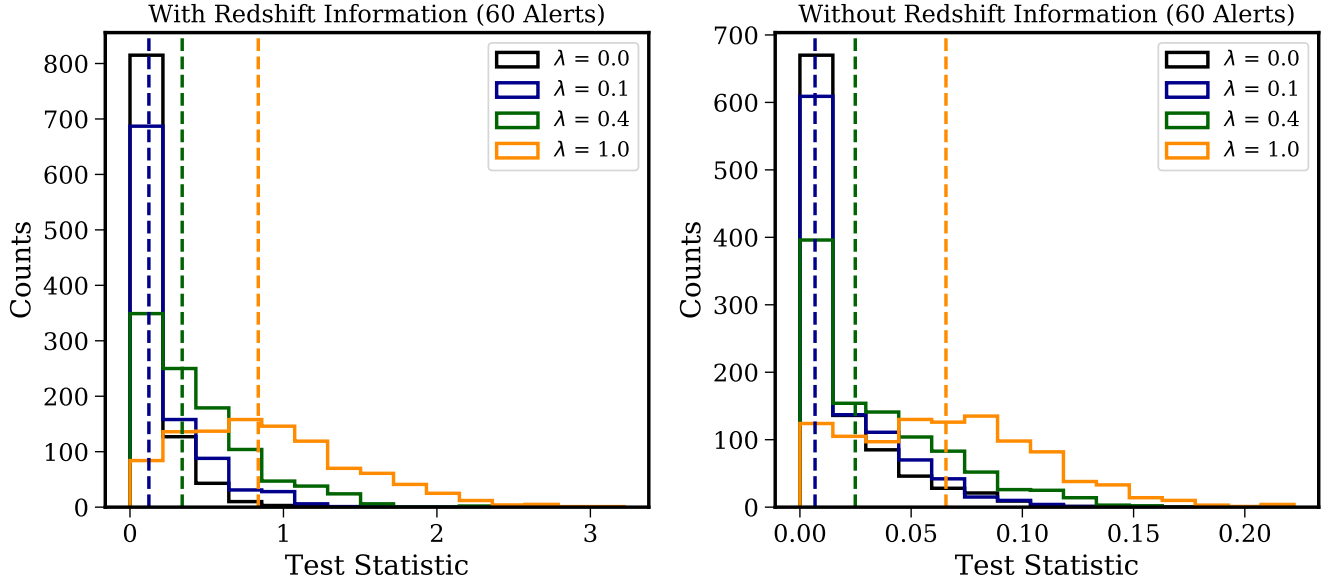 With Redshift Information (60 Alerts)
800
700
600
500
400
300
200
100
0
Counts
λ = 0.0
λ = 0.1
λ = 0.4
λ = 1.0
0 1 2 3
Test Statistic
Without Redshift Information (60 Alerts)
700
600
500
400
300
200
100
0
Counts
λ = 0.0
λ = 0.1
λ = 0.4
λ = 1.0
0.00 0.05 0.10 0.15 0.20
Test Statistic